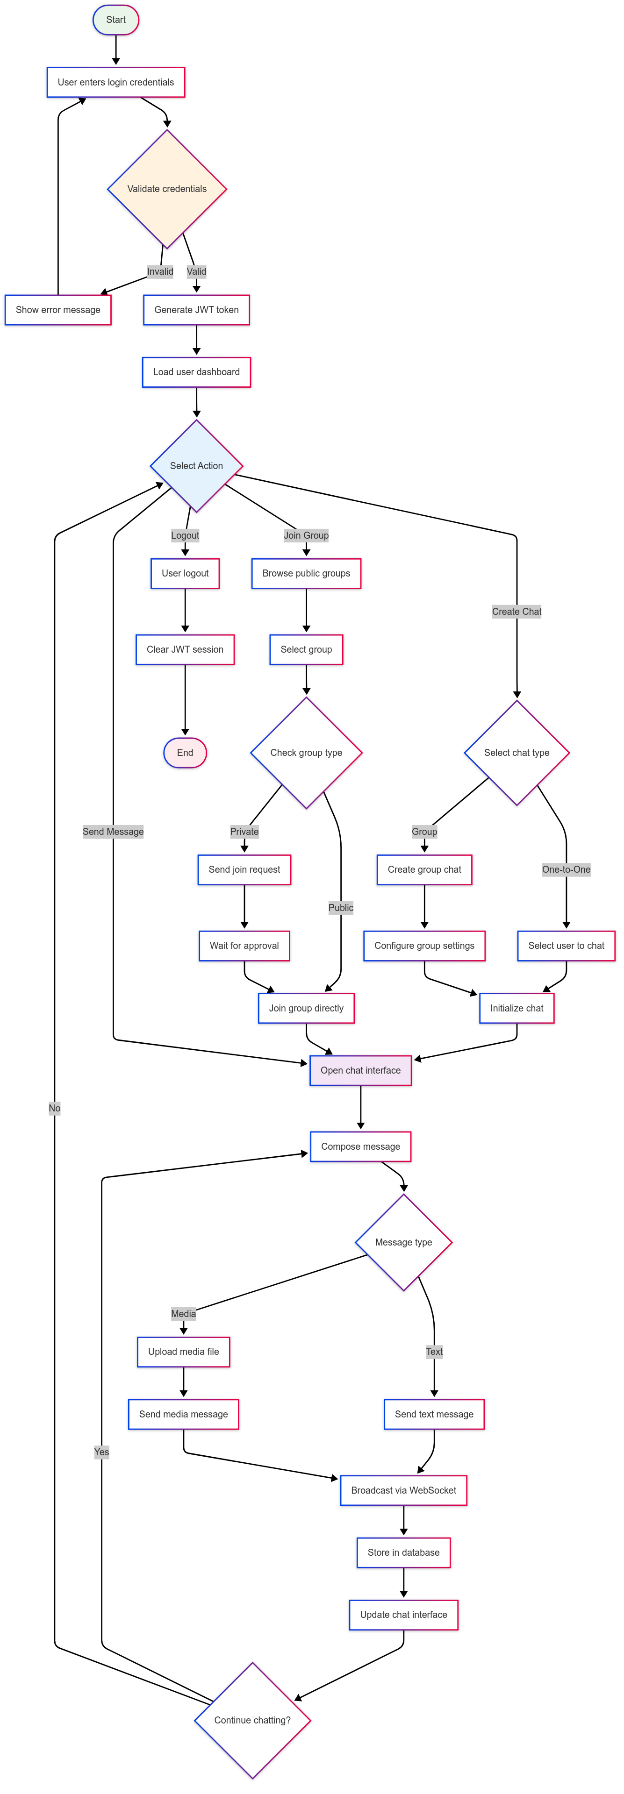 Start
User enters login credentials
Validate credentials
Invalid
Valid
Show error message
Generate JWT token
Load user dashboard
Select Action
Logout
Join Group
User logout
Browse public groups
Create Chat
Clear JWT session
Select group
End
Check group type
Select chat type
Send Message
Private
Group
Send join request
Create group chat
One-to-One
Public
Wait for approval
Configure group settings
Select user to chat
Join group directly
Initialize chat
Open chat interface
No
Compose message
Message type
Media
Text
Upload media file
Send media message
Send text message
Yes
Broadcast via WebSocket
Store in database
Update chat interface
Continue chatting?